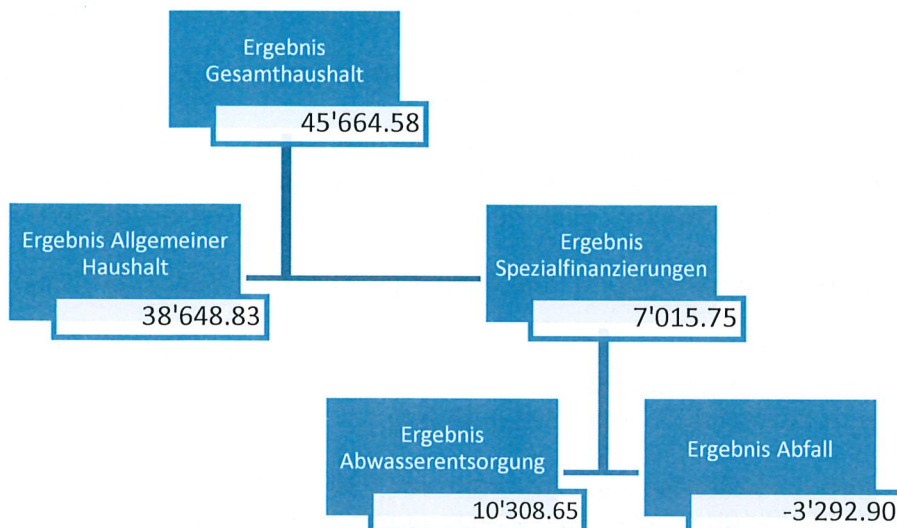 Ergebnis
Gesamthaushalt
45'664.58
Ergebnis Allgemeiner
Haushalt
38'648.83
Ergebnis
Spezialfinanzierungen
7'015.75
Ergebnis
Abwasserentsorgung
10'308.65
Ergebnis Abfall
-3'292.90